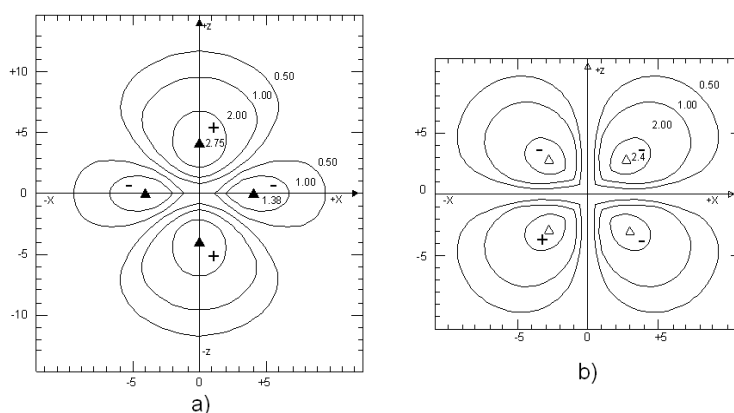 +z
+10
0.50
1.00
2.00
+5
+
2.75
- - 0.50
1.00
0
-X 1.38 +X
-5
+
-10
-z
-5 0 +5
a)
+z
0.50
1.00
+5 2.00
- -
2.4
0
-X +X
-5 + -
-5 0 +5
b)